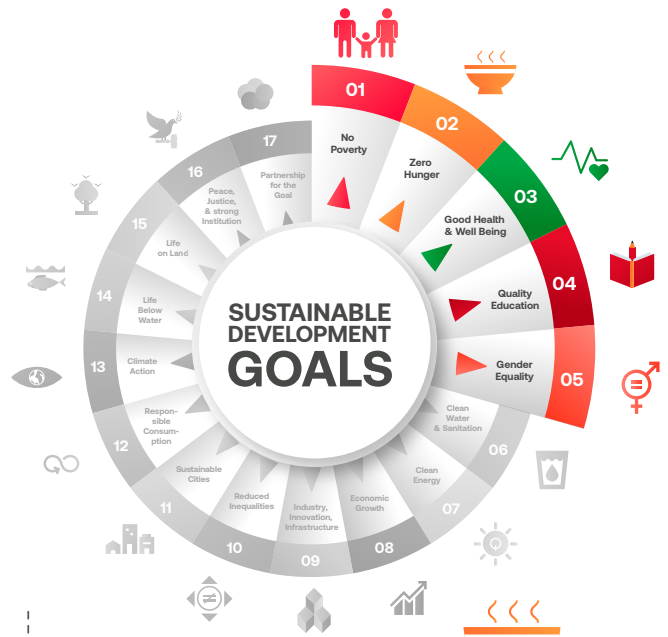 SUSTAINABLE
DEVELOPMENT
GOALS
01
No
Poverty
02
Zero
Hunger
03
Good Health
& Well Being
04
Quality
Education
05
Gender
Equality
06
Clean
Water
& Sanitation
07
Clean
Energy
08
Economic
Growth
09
Industry,
Innovation,
Infrastructure
10
Reduced
Inequalities
11
Sustainable
Cities
12
Respon-
sible
Consum-
ption
13
Climate
Action
14
Life
Below
Water
15
Life
on Land
16
Peace,
Justice,
& strong
Institution
17
Partnership
for the
Goal